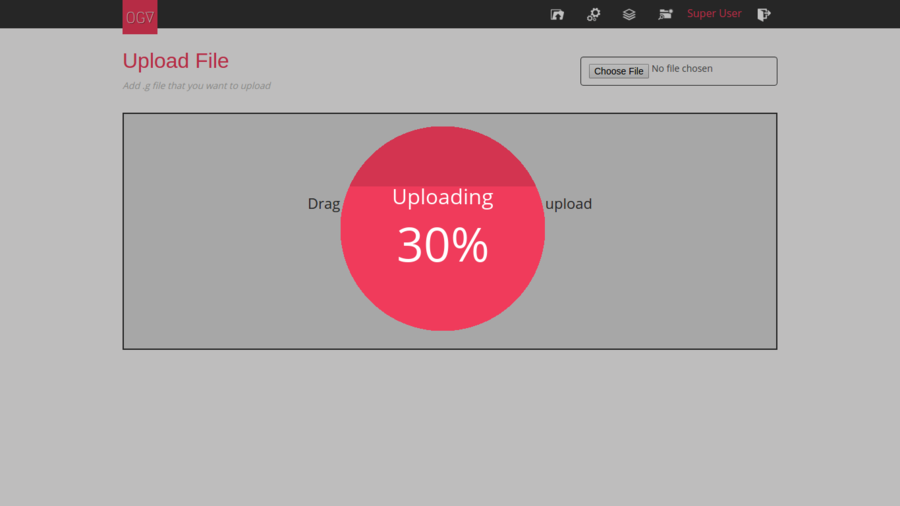 OGV
Super User
Upload File
Add .g file that you want to upload
Choose File No file chosen
Drag upload
Uploading
30%